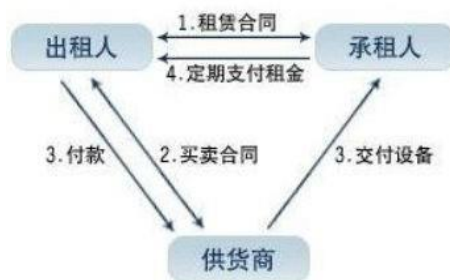 1.租赁合同
出租人
承租人
4.定期支付租金
3.付款
2.买卖合同
3.交付设备
供货商